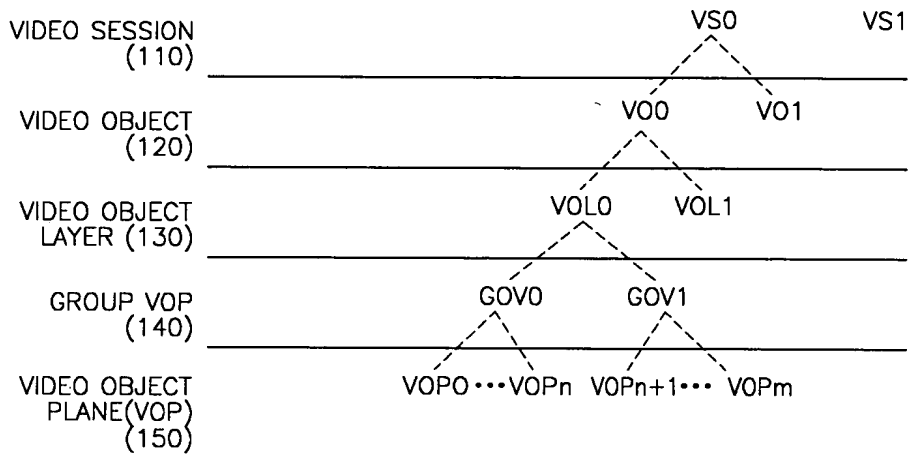 VIDEO SESSION
(110)
VS0 VS1
VIDEO OBJECT
(120)
VO0 VO1
VIDEO OBJECT
LAYER (130)
VOL0 VOL1
GROUP VOP
(140)
GOV0 GOV1
VIDEO OBJECT
PLANE(VOP)
(150)
VOP0•••VOPn VOPn+1••• VOPm